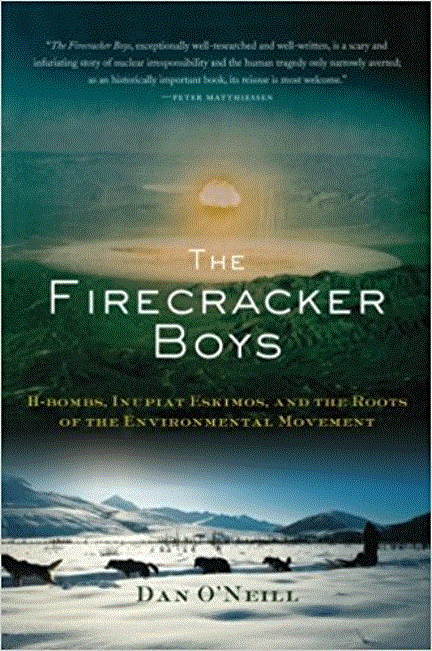 "The Firecracker Boys, exceptionally well-researched and well-written, is a scary and
infuriating story of nuclear irresponsibility and the human tragedy only narrowly averted;
as an historically important book, its reissue is most welcome."
—PETER MATTHIESSEN
THE
FIRECRACKER
BOYS
H-BOMBS, INUPIAT ESKIMOS, AND THE ROOTS
OF THE ENVIRONMENTAL MOVEMENT
DAN O'NEILL